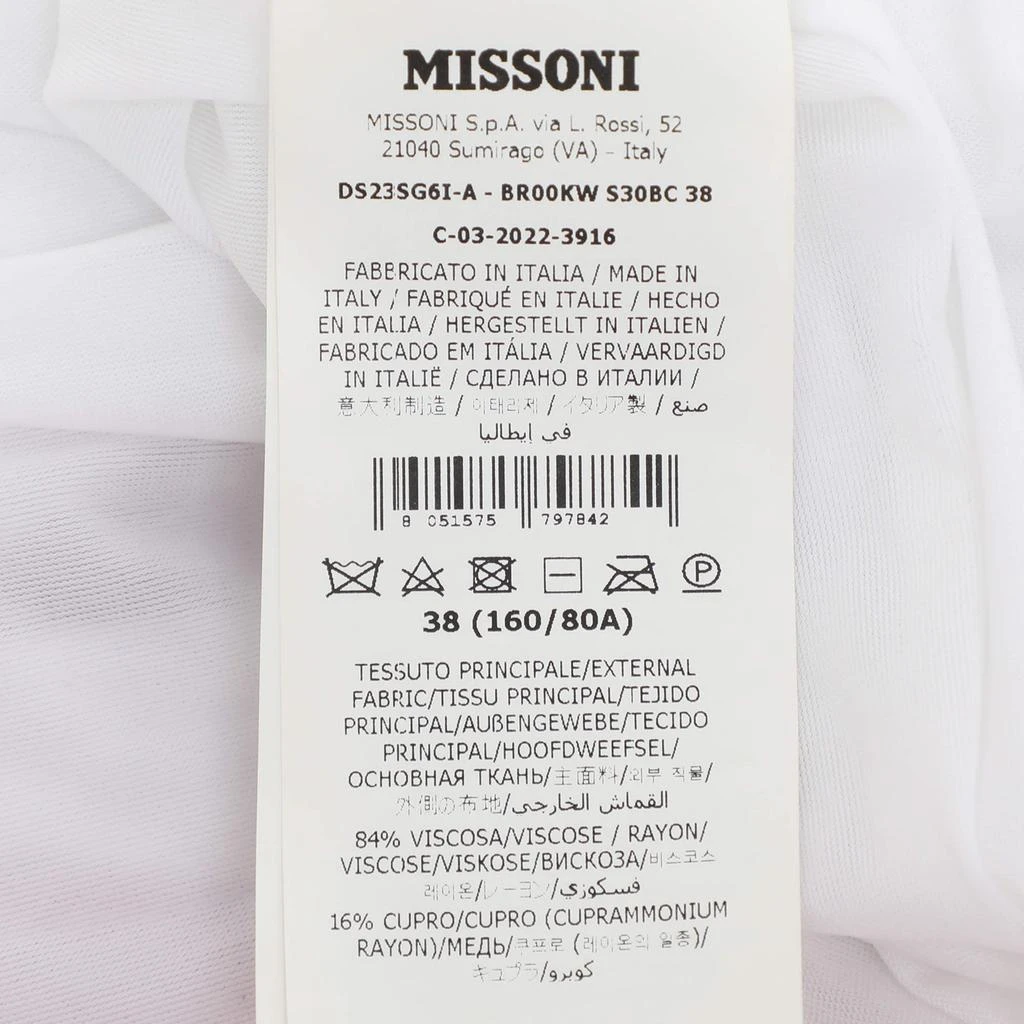 MISSONI
MISSONI S.p.A. via L. Rossi, 52
21040 Sumirago (VA) - Italy
DS23SG6I-A - BR00KW S30BC 38
C-03-2022-3916
FABBRICATO IN ITALIA / MADE IN
ITALY / FABRIQUÉ EN ITALIE / HECHO
EN ITALIA / HERGESTELLT IN ITALIEN /
FABRICADO EM ITÁLIA / VERVAARDIGD
IN ITALIË / СДЕЛАНО В ИТАЛИИ /
意大利制造 / 이태리제 / イタリア製 / صنع
في إيطاليا
8 051575 797842
P
38 (160/80A)
TESSUTO PRINCIPALE/EXTERNAL
FABRIC/TISSU PRINCIPAL/TEJIDO
PRINCIPAL/AUßENGEWEBE/TECIDO
PRINCIPAL/HOOFDWEEFSEL/
ОСНОВНАЯ ТКАНЬ/主面料/외부 직물/
外側の布地/القماش الخارجي
84% VISCOSA/VISCOSE / RAYON/
VISCOSE/VISKOSE/ВИСКОЗА/비스코스
레이온/レーヨン/فسكوزي
16% CUPRO/CUPRO (CUPRAMMONIUM
RAYON)/МЕДЬ/쿠프로 (레이온의 일종)/
キュプラ/كوبرو